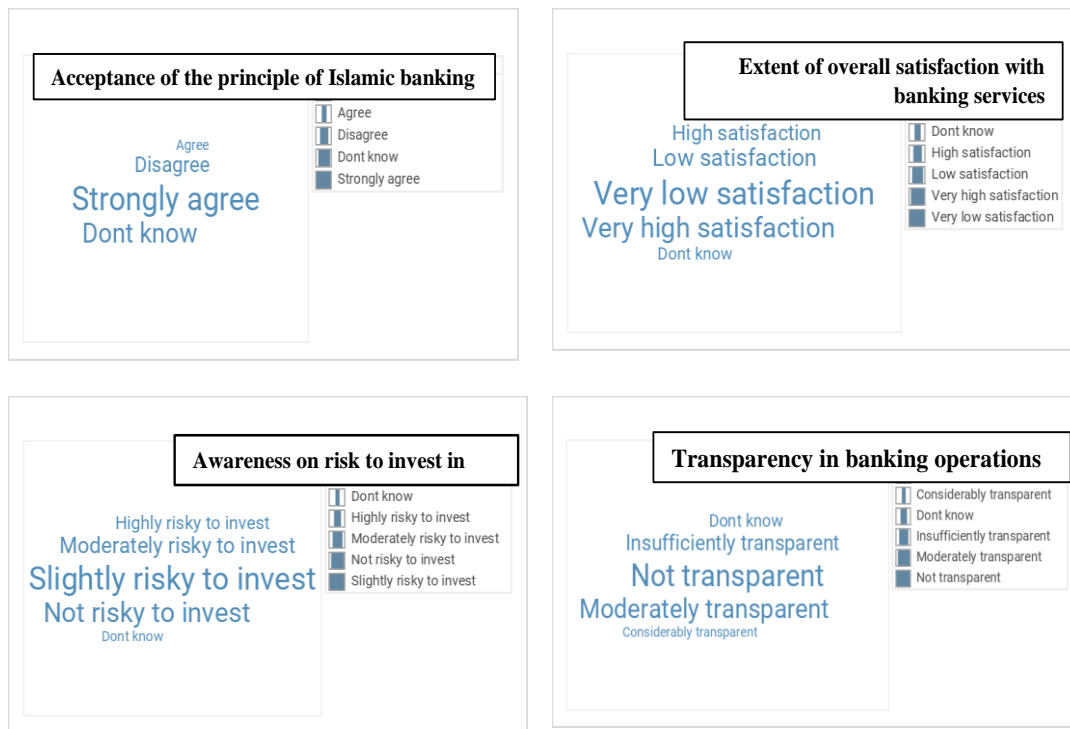 Acceptance of the principle of Islamic banking
Agree
Disagree
Dont know
Strongly agree
Agree
Disagree
Strongly agree
Dont know
Extent of overall satisfaction with
banking services
Dont know
High satisfaction
Low satisfaction
Very high satisfaction
Very low satisfaction
High satisfaction
Low satisfaction
Very low satisfaction
Very high satisfaction
Dont know
Awareness on risk to invest in
Dont know
Highly risky to invest
Moderately risky to invest
Not risky to invest
Slightly risky to invest
Highly risky to invest
Moderately risky to invest
Slightly risky to invest
Not risky to invest
Dont know
Transparency in banking operations
Considerably transparent
Dont know
Insufficiently transparent
Moderately transparent
Not transparent
Dont know
Insufficiently transparent
Not transparent
Moderately transparent
Considerably transparent